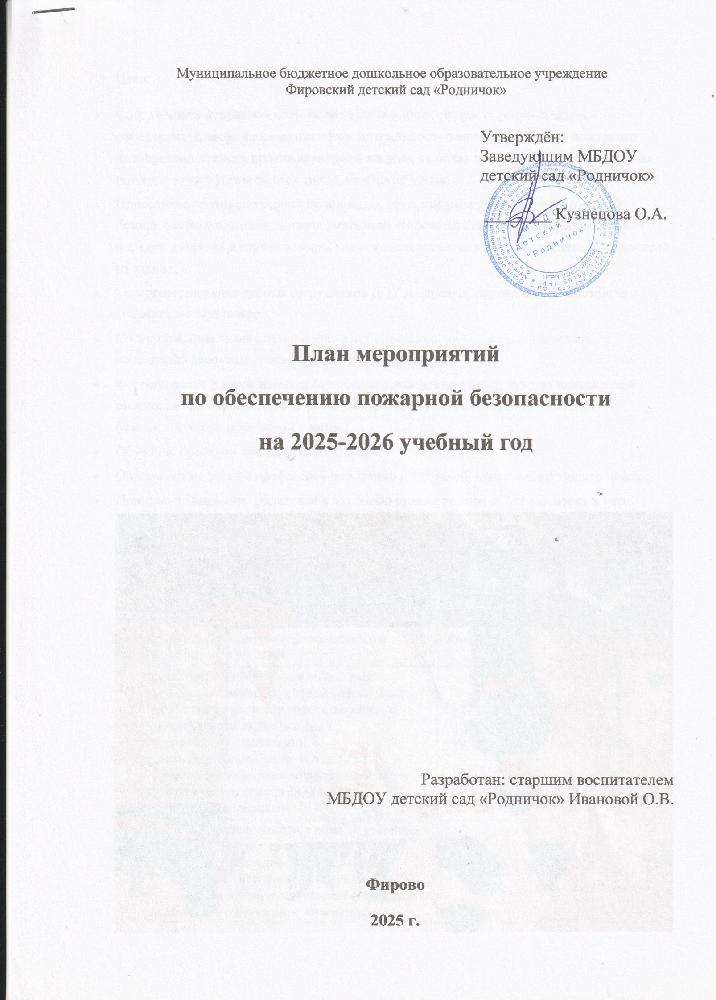 Муниципальное бюджетное дошкольное образовательное учреждение
Фировский детский сад «Родничок»
Утверждён:
Заведующим МБДОУ
детский сад «Родничок»
Кузнецова О.А.
МБДОУ
детский сад
"Родничок"
ОГРН 1026901602188
ИНН 6945000910
РФ, Тверская область
План мероприятий
по обеспечению пожарной безопасности
на 2025-2026 учебный год
Разработан: старшим воспитателем
МБДОУ детский сад «Родничок» Ивановой О.В.
Фирово
2025 г.